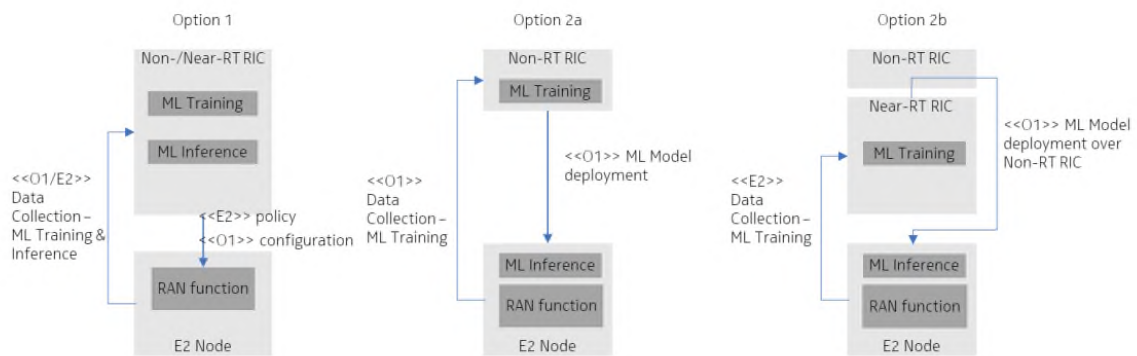 Option 1
Non-/Near-RT RIC
ML Training
ML Inference
<<O1/E2>>
Data
Collection –
ML Training &
Inference
<<E2>> policy
<<O1>> configuration
RAN function
E2 Node
Option 2a
Non-RT RIC
ML Training
<<O1>>
Data
Collection –
ML Training
<<O1>> ML Model
deployment
ML Inference
RAN function
E2 Node
Option 2b
Non-RT RIC
Near-RT RIC
ML Training
<<E2>>
Data
Collection –
ML Training
<<O1>> ML Model
deployment over
Non-RT RIC
ML Inference
RAN function
E2 Node